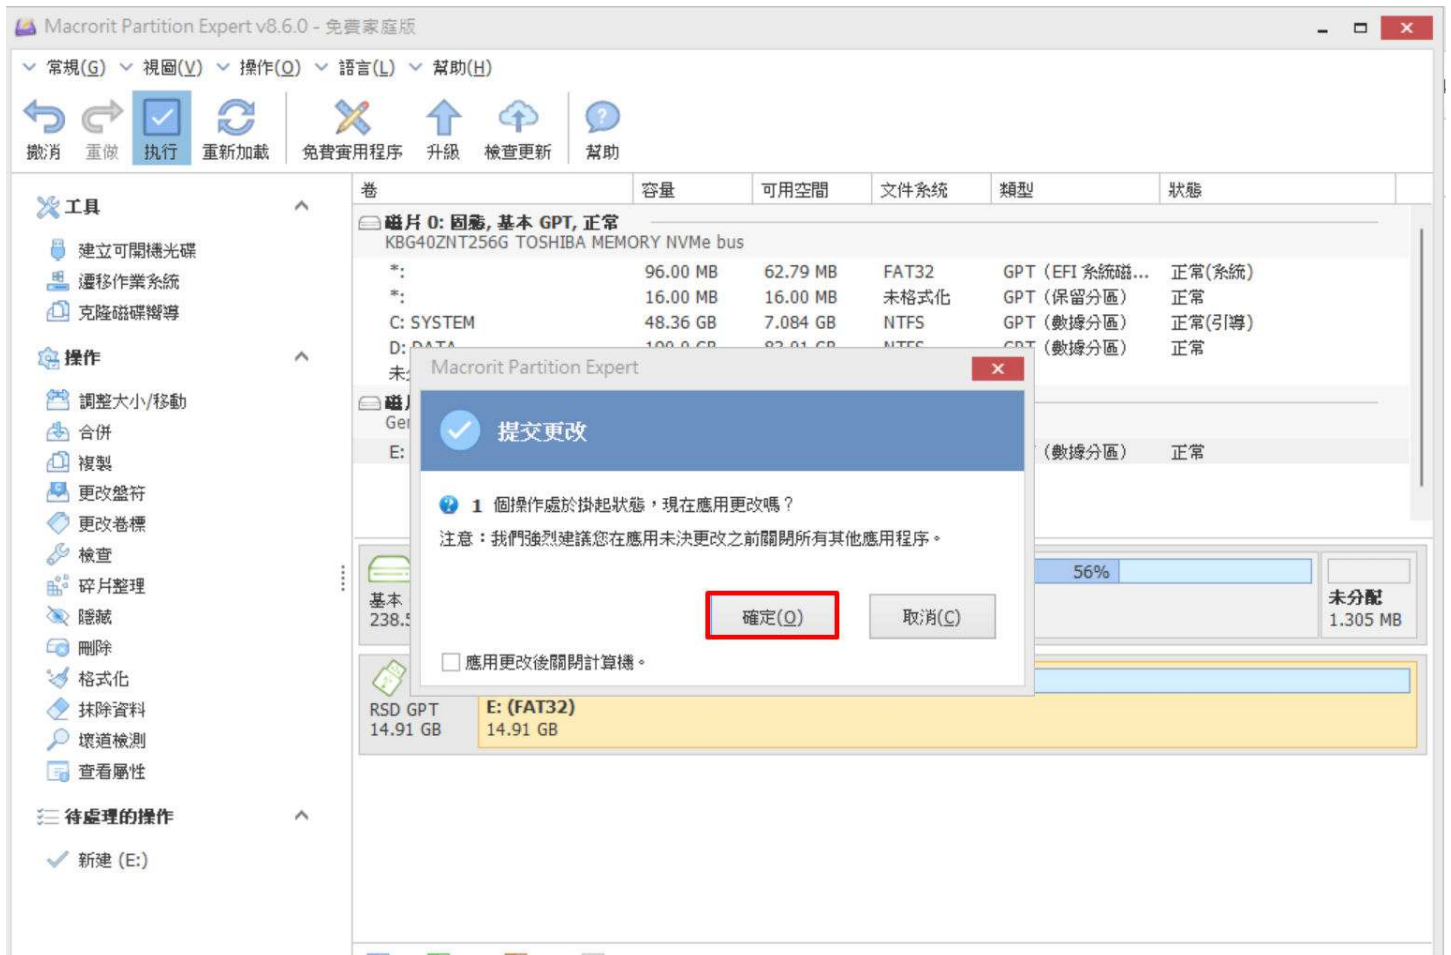 Macrorit Partition Expert v8.6.0 - 免費家庭版
常規(G) 視圖(V) 操作(O) 語言(L) 幫助(H)
撤消 重做 执行 重新加載 免費實用程序 升級 檢查更新 幫助
工具
建立可開機光碟
遷移作業系統
克隆磁碟嚮導
操作
調整大小/移動
合併
複製
更改盤符
更改卷標
檢查
碎片整理
隱藏
刪除
格式化
抹除資料
壞道檢測
查看屬性
待處理的操作
新建 (E:)
卷 容量 可用空間 文件系統 類型 狀態
磁片 0: 固態, 基本 GPT, 正常
KBG40ZNT256G TOSHIBA MEMORY NVMe bus
*: 96.00 MB 62.79 MB FAT32 GPT (EFI 系統磁... 正常(系統)
*: 16.00 MB 16.00 MB 未格式化 GPT (保留分區) 正常
C: SYSTEM 48.36 GB 7.084 GB NTFS GPT (數據分區) 正常(引導)
D: DATA NTFS GPT (數據分區) 正常
E: (數據分區) 正常
Macrorit Partition Expert
提交更改
1 個操作處於掛起狀態，現在應用更改嗎？
注意：我們強烈建議您在應用未決更改之前關閉所有其他應用程序。
確定(O) 取消(C)
應用更改後關閉計算機。
基本
56%
未分配
1.305 MB
RSD GPT
14.91 GB
E: (FAT32)
14.91 GB